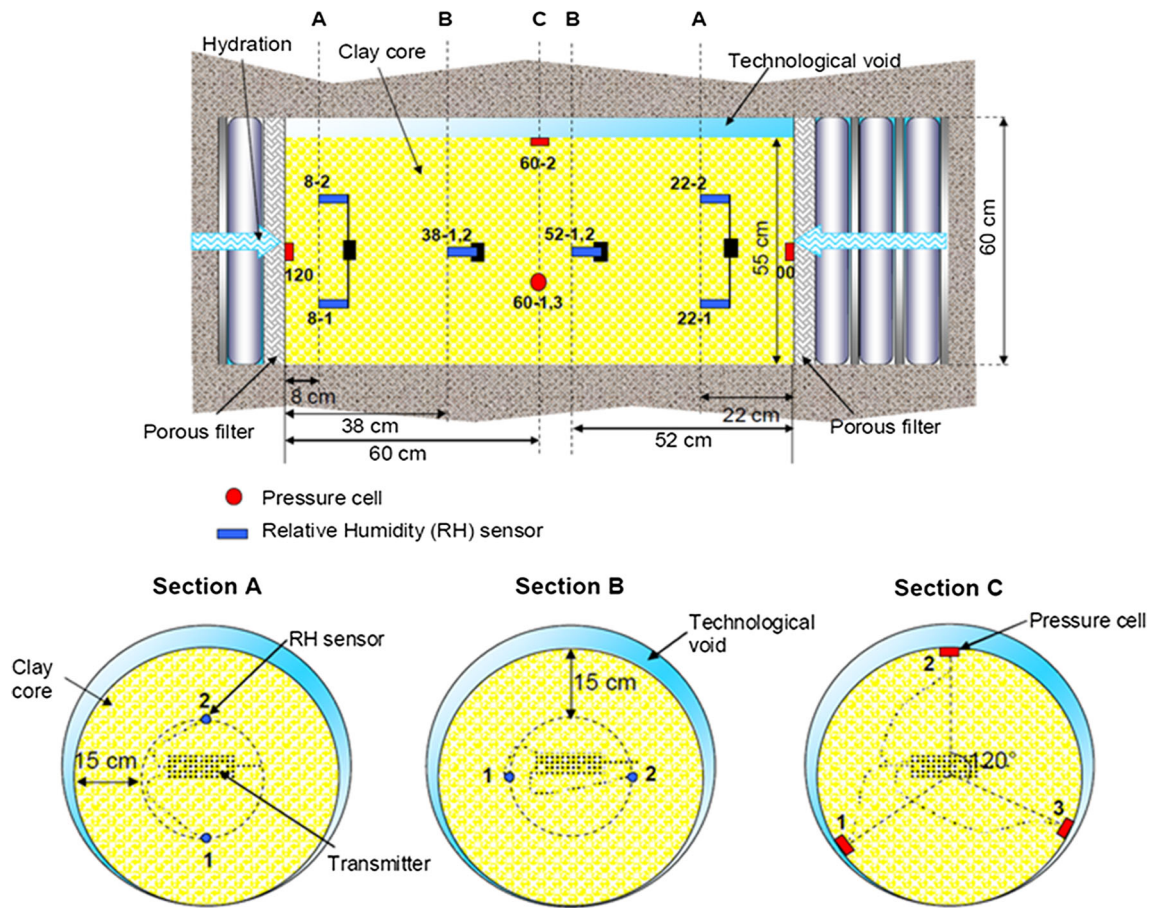 A B C B A
Hydration
Clay core
Technological void
60-2
8-2
22-2
38-1,2
52-1,2
120
00
60-1,3
8-1
22-1
55 cm
60 cm
8 cm
22 cm
38 cm
52 cm
60 cm
Porous filter
Porous filter
Pressure cell
Relative Humidity (RH) sensor
Section A
Section B
Section C
RH sensor
Clay
core
2
15 cm
1
Transmitter
Technological
void
15 cm
1
2
Pressure cell
2
120°
1
3